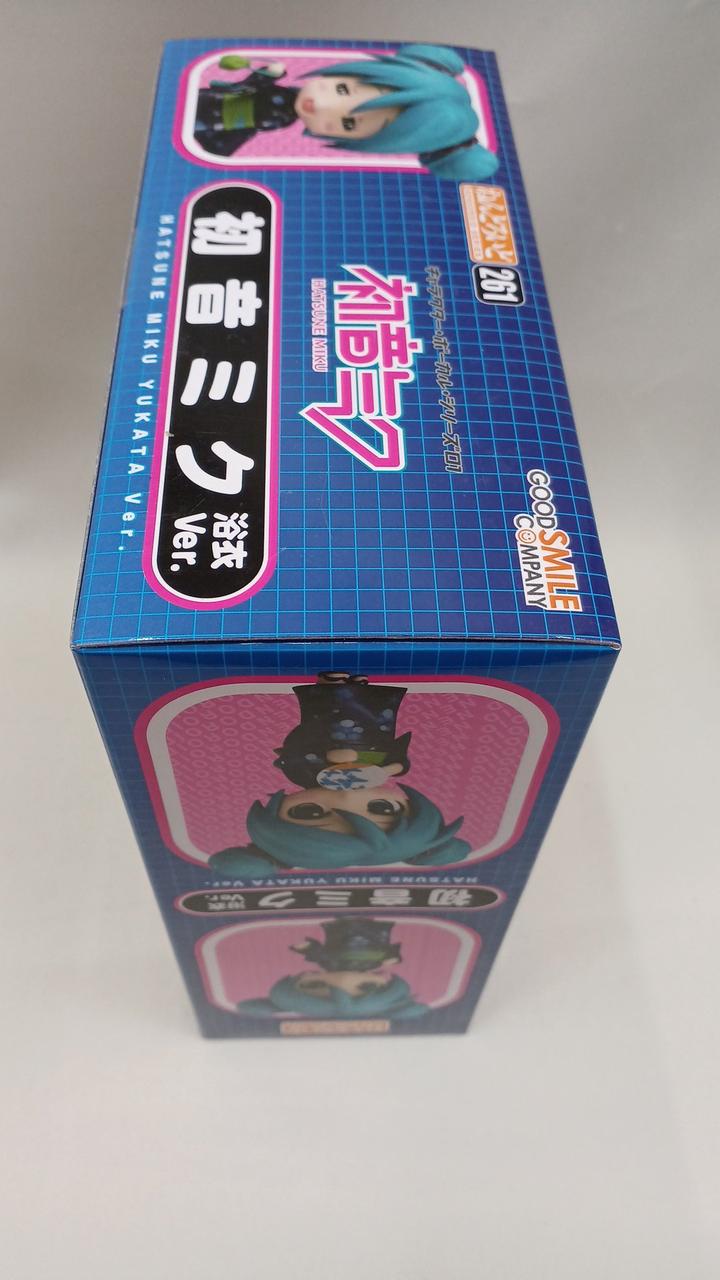 ねんどろいど
261
キャラクター・ボーカル・シリーズ01
初音ミク
HATSUNE MIKU
初音ミク
浴衣
Ver.
HATSUNE MIKU YUKATA Ver.
GOOD SMILE
COMPANY
HATSUNE MIKU YUKATA Ver.
初音ミク
浴衣
Ver.